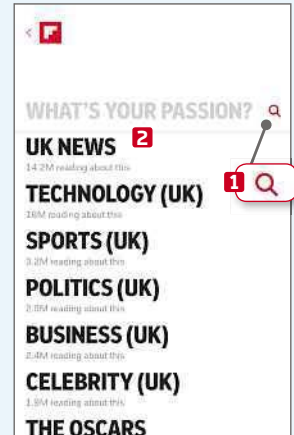 WHAT'S YOUR PASSION?
UK NEWS 2
14.2M reading about this
1
TECHNOLOGY (UK)
16M reading about this
SPORTS (UK)
3.2M reading about this
POLITICS (UK)
reading about this
BUSINESS (UK)
2.4M reading about this
CELEBRITY (UK)
1.9M reading about this
THE OSCARS